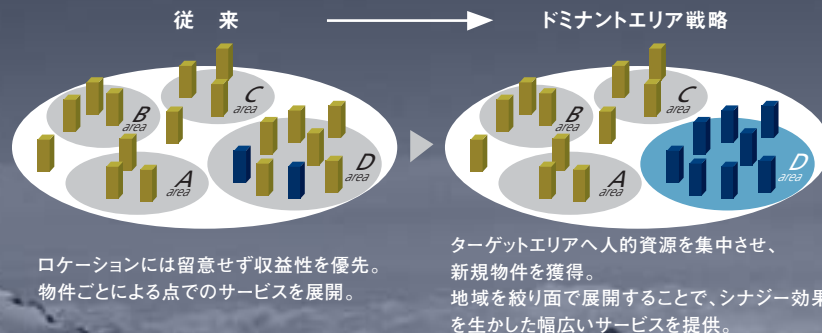 従 来
ドミナントエリア戦略
B
area
C
area
A
area
D
area
B
area
C
area
A
area
D
area
ロケーションには留意せず収益性を優先。
物件ごとによる点でのサービスを展開。
ターゲットエリアへ人的資源を集中させ、
新規物件を獲得。
地域を絞り面で展開することで、シナジー効果
を生かした幅広いサービスを提供。